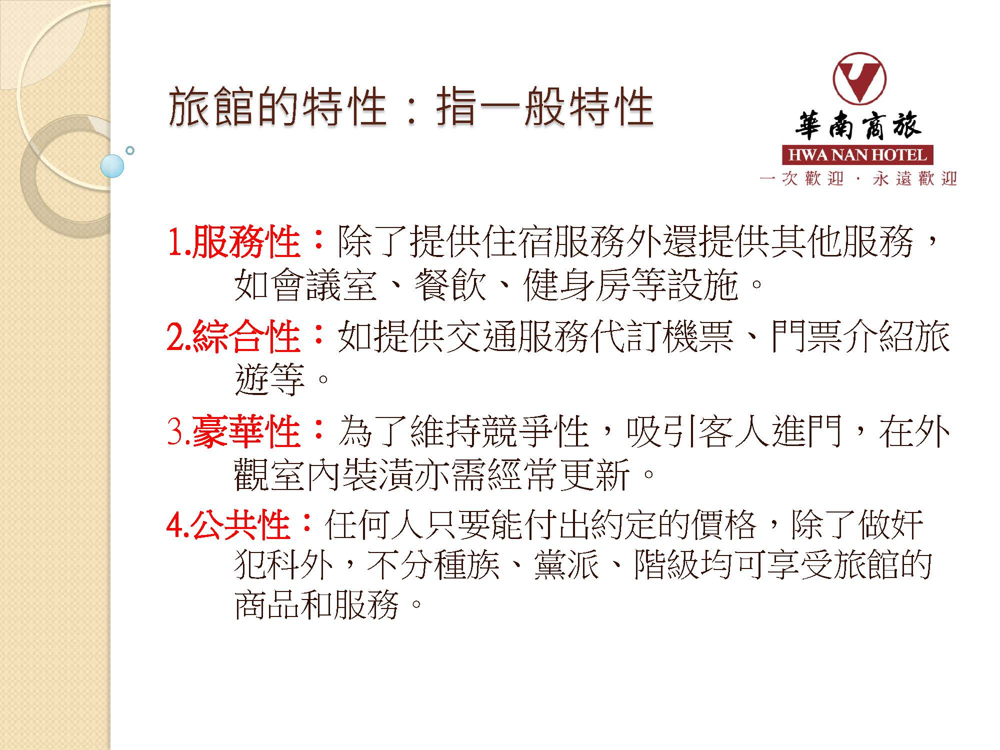 旅館的特性：指一般特性
華南商旅
HWA NAN HOTEL
一次歡迎．永遠歡迎
1.服務性：除了提供住宿服務外還提供其他服務，
如會議室、餐飲、健身房等設施。
2.綜合性：如提供交通服務代訂機票、門票介紹旅
遊等。
3.豪華性：為了維持競爭性，吸引客人進門，在外
觀室內裝潢亦需經常更新。
4.公共性：任何人只要能付出約定的價格，除了做奸
犯科外，不分種族、黨派、階級均可享受旅館的
商品和服務。